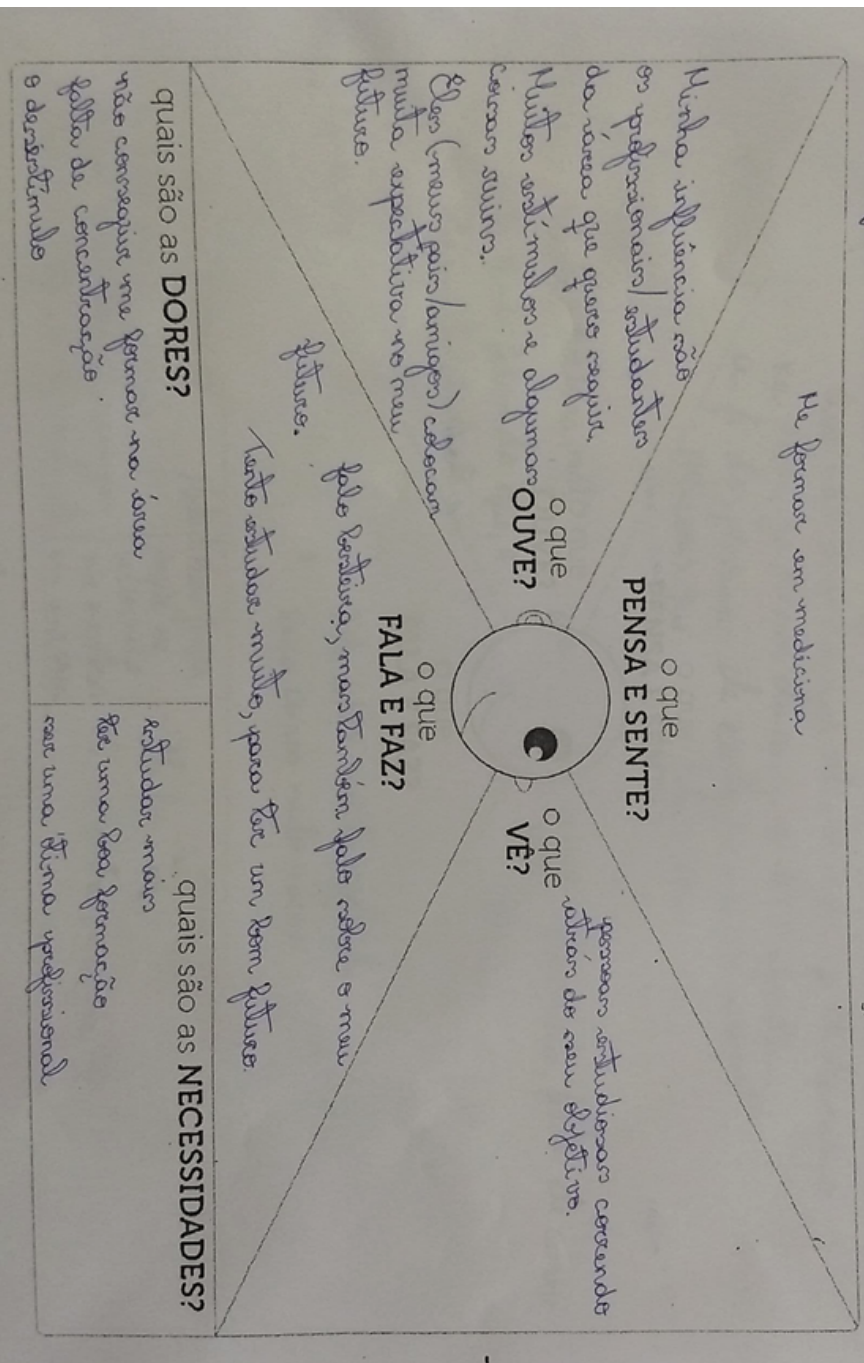 Me formar em medicina
o que
PENSA E SENTE?
Minha influência são
os profissionais/estudantes
da área que quero seguir.
Muitos estímulos e algumas
coisas ruins.
Eles (meus pais/amigos) colocam
muita expectativa no meu
futuro.
o que
OUVE?
o que
VÊ?
pessoas estudiosas correndo
atrás do seu objetivo.
o que
FALA E FAZ?
falo besteira, mas também falo sobre o meu
futuro.
Tento estudar muito, para ter um bom futuro.
quais são as DORES?
não conseguir me formar na área
falta de concentração
o desestímulo
quais são as NECESSIDADES?
estudar mais
ter uma boa formação
ser uma ótima profissional